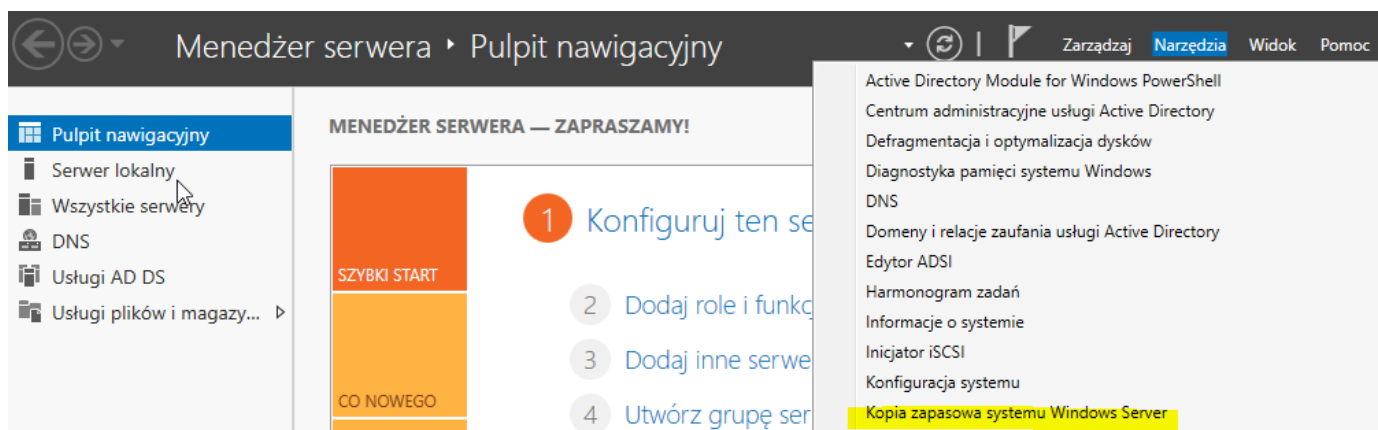 Menedżer serwera ‣ Pulpit nawigacyjny
Zarządzaj Narzędzia Widok Pomoc
Pulpit nawigacyjny
Serwer lokalny
Wszystkie serwery
DNS
Usługi AD DS
Usługi plików i magazy...
MENEDŻER SERWERA — ZAPRASZAMY!
SZYBKI START
CO NOWEGO
1 Konfiguruj ten se
2 Dodaj role i funkc
3 Dodaj inne serwe
4 Utwórz grupę ser
Active Directory Module for Windows PowerShell
Centrum administracyjne usługi Active Directory
Defragmentacja i optymalizacja dysków
Diagnostyka pamięci systemu Windows
DNS
Domeny i relacje zaufania usługi Active Directory
Edytor ADSI
Harmonogram zadań
Informacje o systemie
Inicjator iSCSI
Konfiguracja systemu
Kopia zapasowa systemu Windows Server